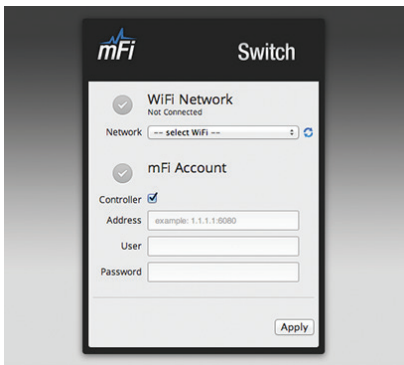 mFi Switch
WiFi Network
Not Connected
Network -- select WiFi --
mFi Account
Controller
Address example: 1.1.1.1:6080
User
Password
Apply